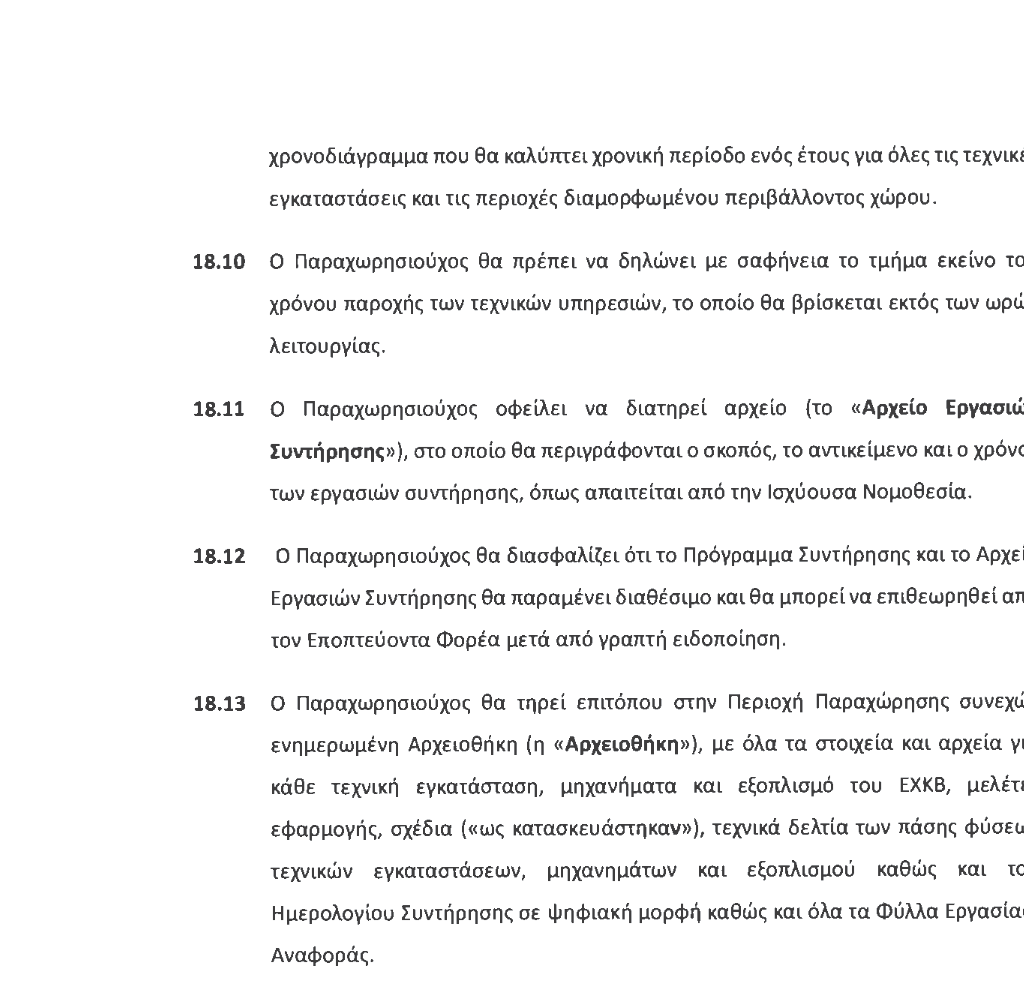 χρονοδιάγραμμα που θα καλύπτει χρονική περίοδο ενός έτους για όλες τις τεχνικέ
εγκαταστάσεις και τις περιοχές διαμορφωμένου περιβάλλοντος χώρου.
18.10 Ο Παραχωρησιούχος θα πρέπει να δηλώνει με σαφήνεια το τμήμα εκείνο το
χρόνου παροχής των τεχνικών υπηρεσιών, το οποίο θα βρίσκεται εκτός των ωρώ
λειτουργίας.
18.11 Ο Παραχωρησιούχος οφείλει να διατηρεί αρχείο (το «Αρχείο Εργασιώ
Συντήρησης»), στο οποίο θα περιγράφονται ο σκοπός, το αντικείμενο και ο χρόνο
των εργασιών συντήρησης, όπως απαιτείται από την Ισχύουσα Νομοθεσία.
18.12 Ο Παραχωρησιούχος θα διασφαλίζει ότι το Πρόγραμμα Συντήρησης και το Αρχεί
Εργασιών Συντήρησης θα παραμένει διαθέσιμο και θα μπορεί να επιθεωρηθεί απ
τον Εποπτεύοντα Φορέα μετά από γραπτή ειδοποίηση.
18.13 Ο Παραχωρησιούχος θα τηρεί επιτόπου στην Περιοχή Παραχώρησης συνεχώ
ενημερωμένη Αρχειοθήκη (η «Αρχειοθήκη»), με όλα τα στοιχεία και αρχεία γι
κάθε τεχνική εγκατάσταση, μηχανήματα και εξοπλισμό του ΕΧΚΒ, μελέτε
εφαρμογής, σχέδια («ως κατασκευάστηκαν»), τεχνικά δελτία των πάσης φύσεω
τεχνικών εγκαταστάσεων, μηχανημάτων και εξοπλισμού καθώς και το
Ημερολογίου Συντήρησης σε ψηφιακή μορφή καθώς και όλα τα Φύλλα Εργασίας
Αναφοράς.